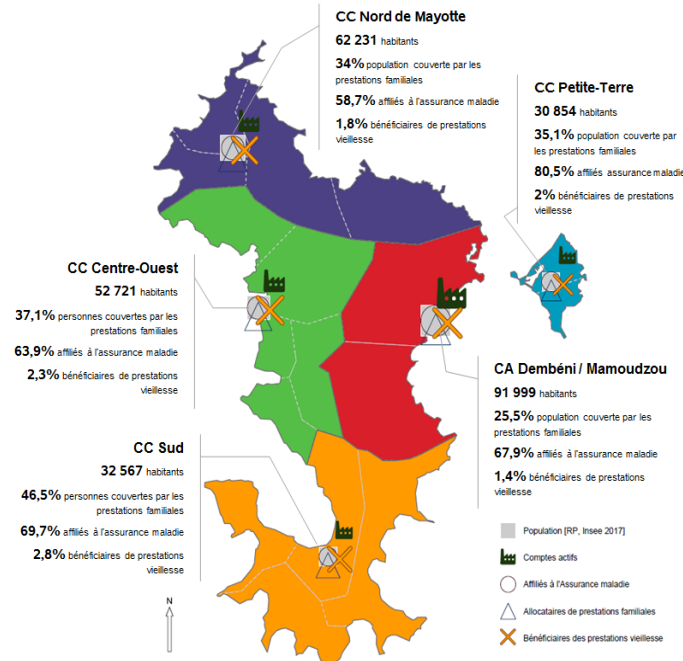 CC Nord de Mayotte
62 231 habitants
34% population couverte par les
prestations familiales
58,7% affiliés à l'assurance maladie
1,8% bénéficiaires de prestations
vieillesse
CC Petite-Terre
30 854 habitants
35,1% population couverte par
les prestations familiales
80,5% affiliés assurance maladie
2% bénéficiaires de prestations
vieillesse
CC Centre-Ouest
52 721 habitants
37,1% personnes couvertes par les
prestations familiales
63,9% affiliés à l'assurance maladie
2,3% bénéficiaires de prestations
vieillesse
CA Dembéni / Mamoudzou
91 999 habitants
25,5% population couverte par les
prestations familiales
67,9% affiliés à l'assurance maladie
1,4% bénéficiaires de prestations
vieillesse
CC Sud
32 567 habitants
46,5% personnes couvertes par les
prestations familiales
69,7% affiliés à l'assurance maladie
2,8% bénéficiaires de prestations
vieillesse
Population [RP, Insee 2017]
Comptes actifs
Affiliés à l'Assurance maladie
Allocataires de prestations familiales
Bénéficiaires des prestations vieillesse
N